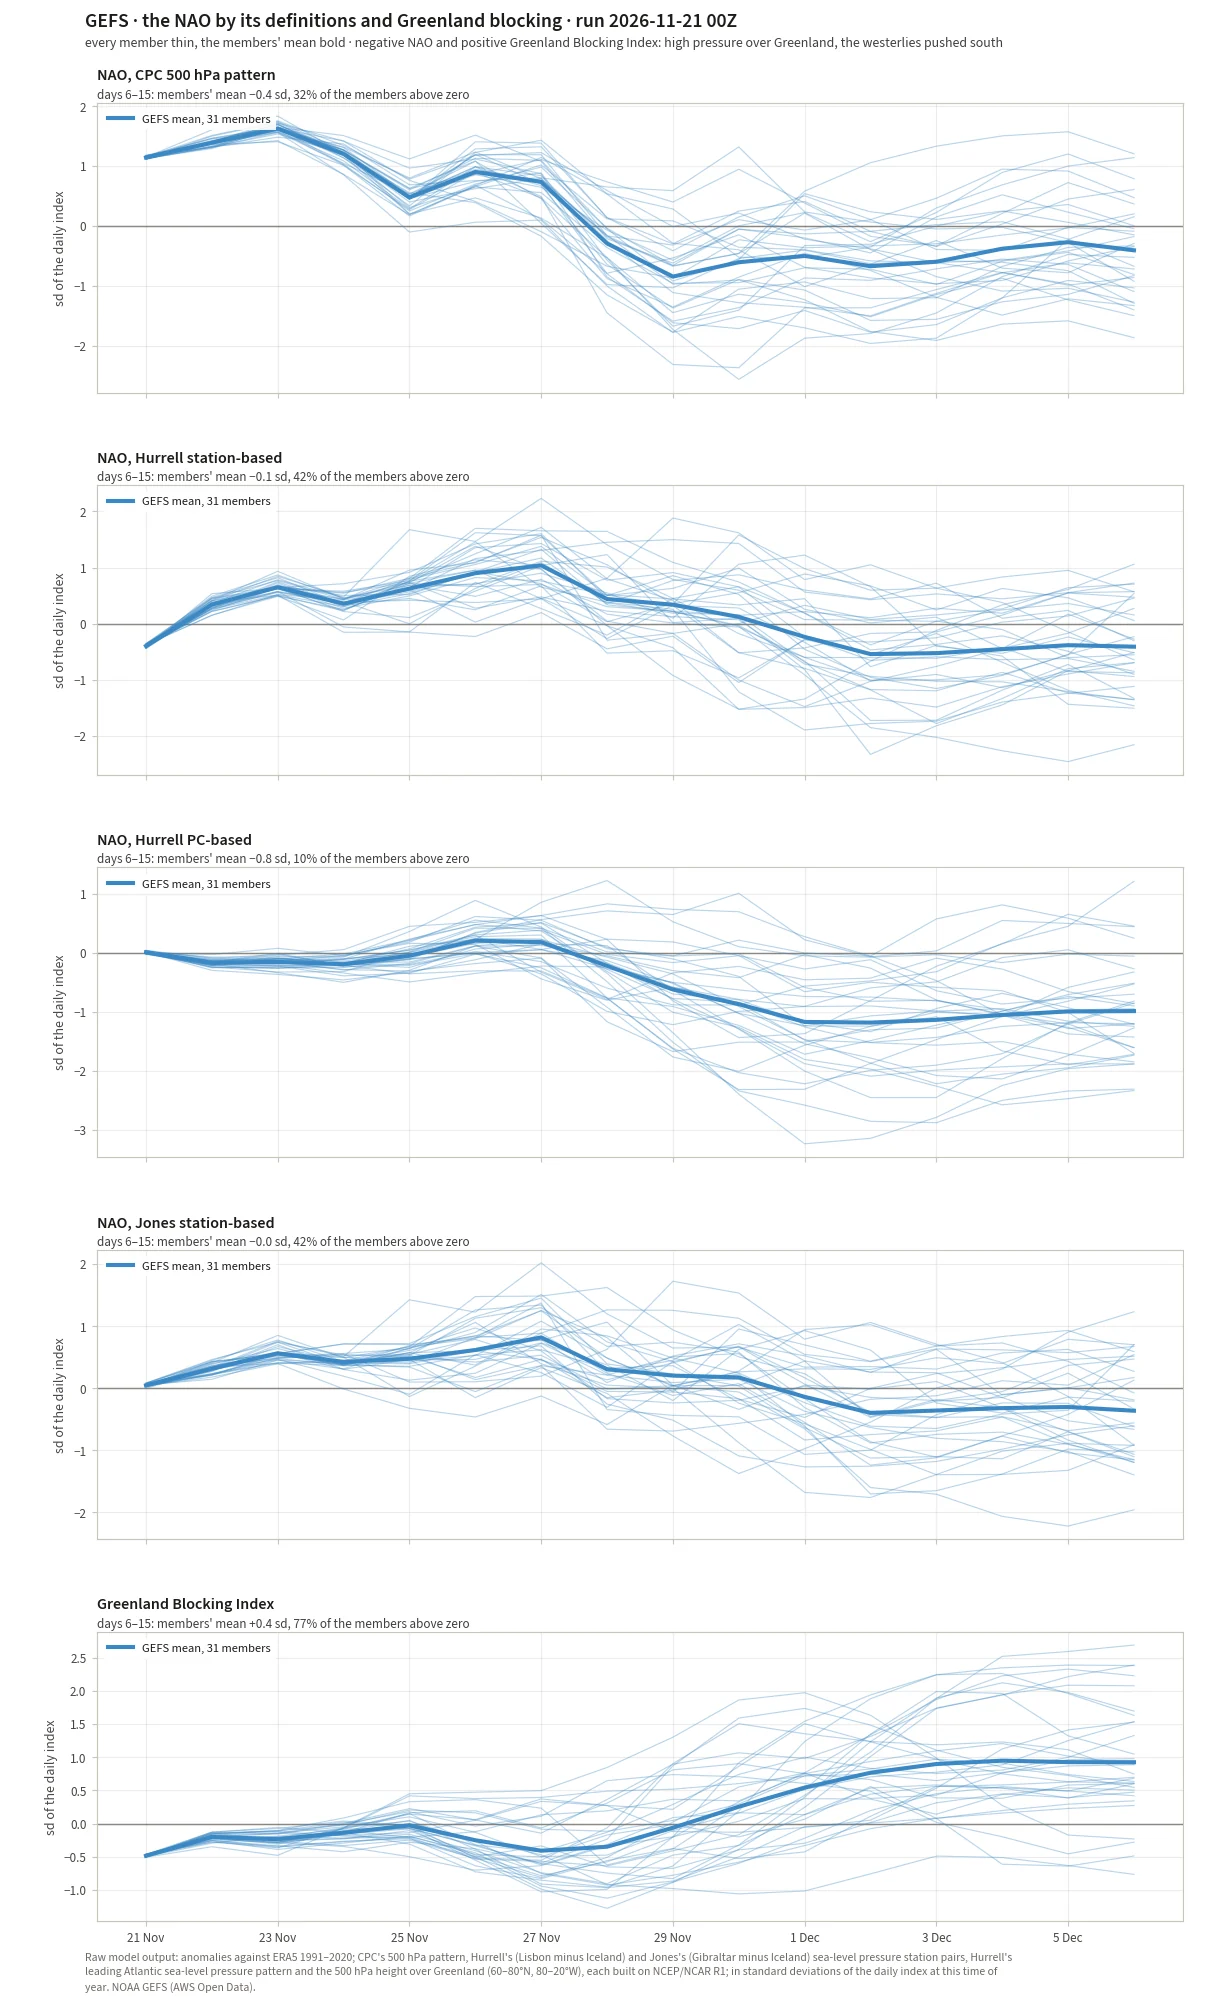 GEFS · the NAO by its definitions and Greenland blocking · run 2026-11-21 00Z
every member thin, the members' mean bold · negative NAO and positive Greenland Blocking Index: high pressure over Greenland, the westerlies pushed south
NAO, CPC 500 hPa pattern
days 6–15: members' mean −0.4 sd, 32% of the members above zero
GEFS mean, 31 members
sd of the daily index
2
1
0
−1
−2
NAO, Hurrell station-based
days 6–15: members' mean −0.1 sd, 42% of the members above zero
GEFS mean, 31 members
sd of the daily index
2
1
0
−1
−2
NAO, Hurrell PC-based
days 6–15: members' mean −0.8 sd, 10% of the members above zero
GEFS mean, 31 members
sd of the daily index
1
0
−1
−2
−3
NAO, Jones station-based
days 6–15: members' mean −0.0 sd, 42% of the members above zero
GEFS mean, 31 members
sd of the daily index
2
1
0
−1
−2
Greenland Blocking Index
days 6–15: members' mean +0.4 sd, 77% of the members above zero
GEFS mean, 31 members
sd of the daily index
2.5
2.0
1.5
1.0
0.5
0.0
−0.5
−1.0
21 Nov 23 Nov 25 Nov 27 Nov 29 Nov 1 Dec 3 Dec 5 Dec
Raw model output: anomalies against ERA5 1991–2020; CPC's 500 hPa pattern, Hurrell's (Lisbon minus Iceland) and Jones's (Gibraltar minus Iceland) sea-level pressure station pairs, Hurrell's
leading Atlantic sea-level pressure pattern and the 500 hPa height over Greenland (60–80°N, 80–20°W), each built on NCEP/NCAR R1; in standard deviations of the daily index at this time of
year. NOAA GEFS (AWS Open Data).